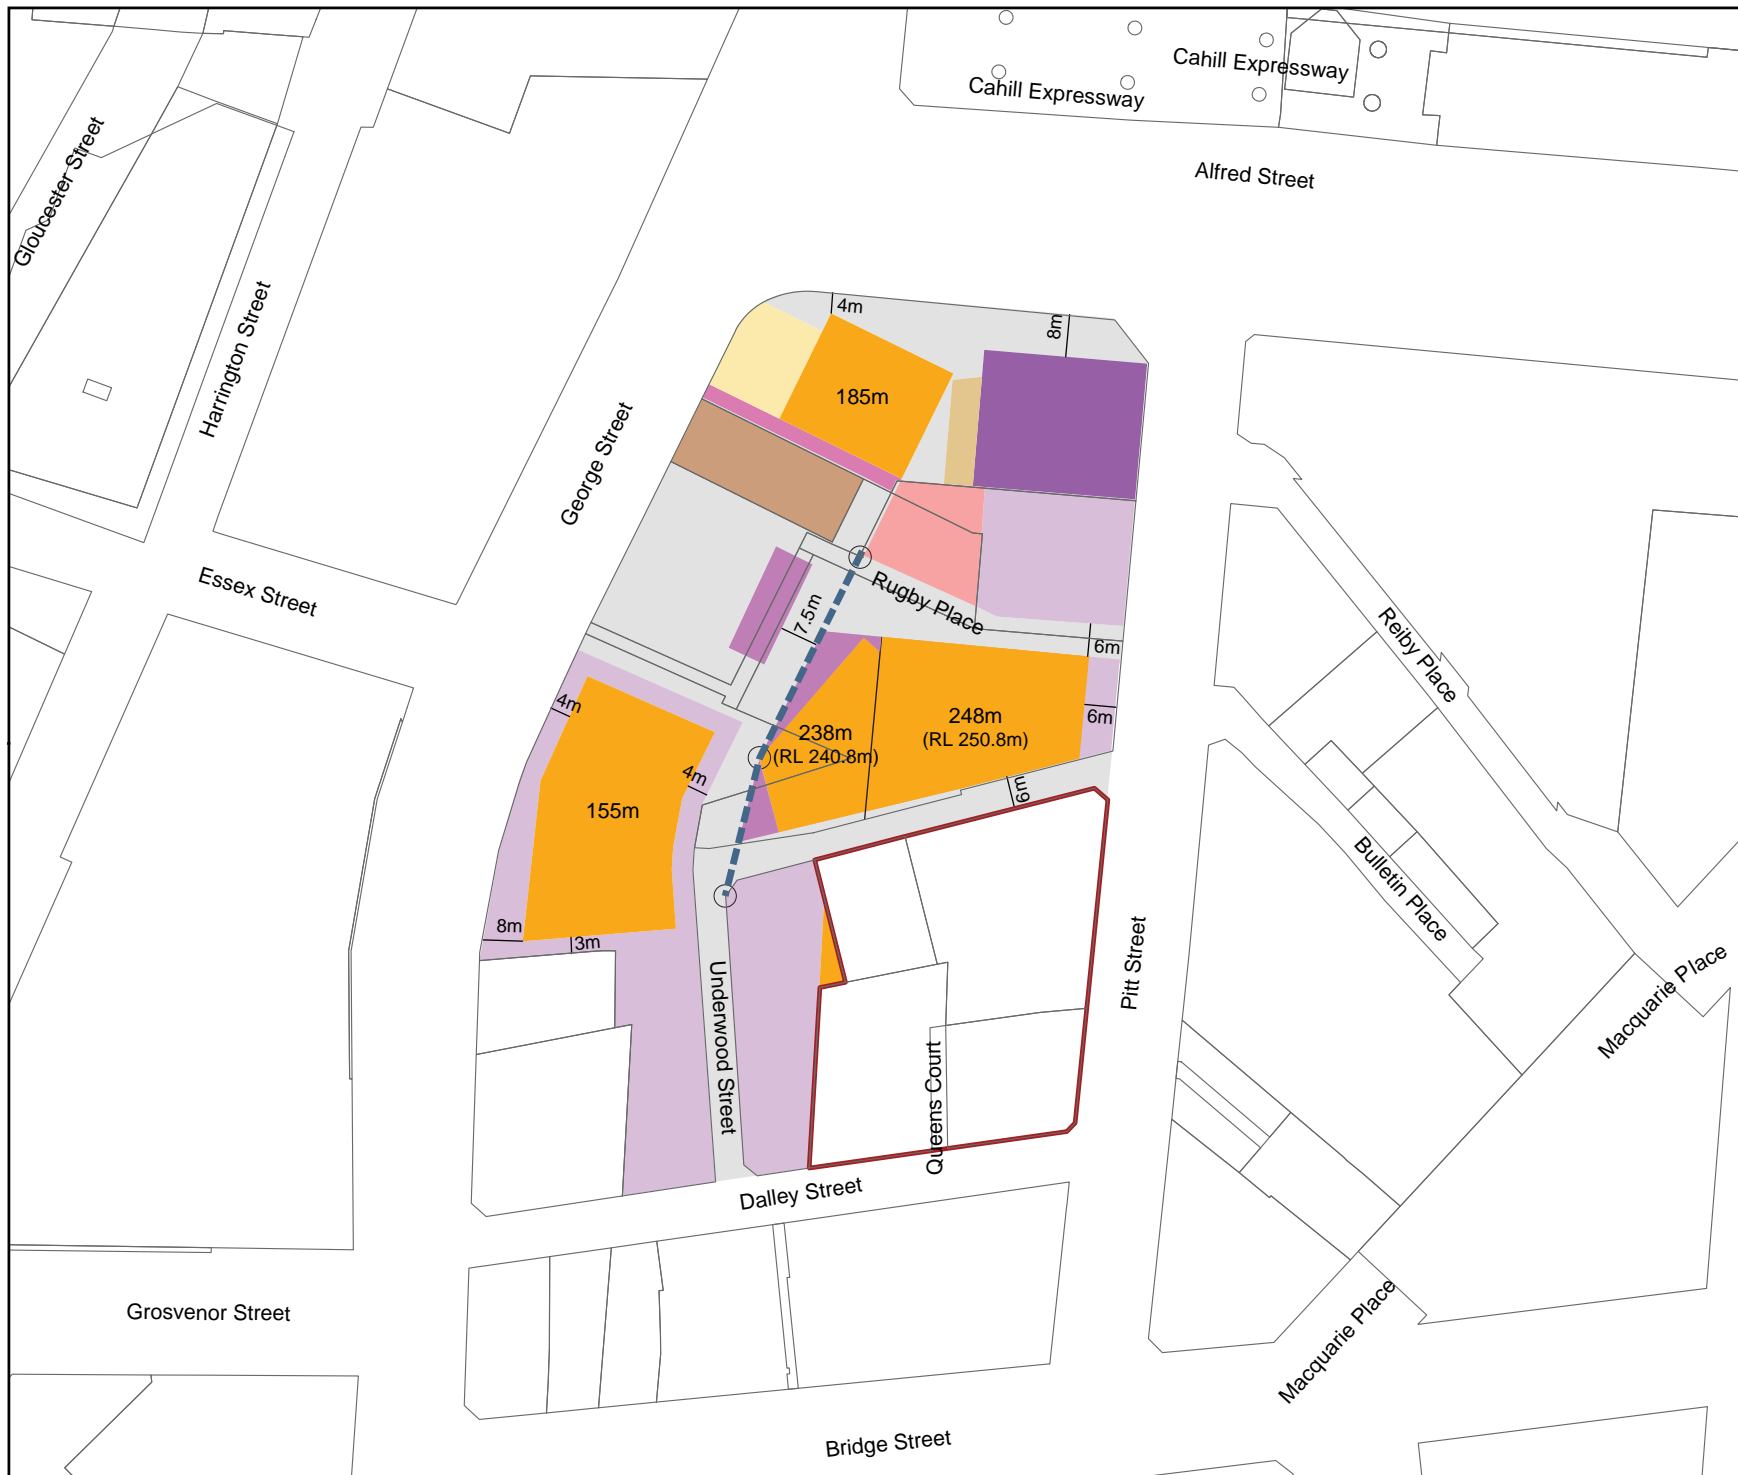 Cahill Expressway
Cahill Expressway
Alfred Street
Gloucester Street
Harrington Street
George Street
Essex Street
4m
8m
185m
Rugby Place
7.5m
6m
6m
248m
(RL 250.8m)
238m
(RL 240.8m)
4m
4m
155m
6m
8m
3m
Reiby Place
Bulletin Place
Macquarie Place
Pitt Street
Underwood Street
Queens Court
Dalley Street
Grosvenor Street
Macquarie Place
Bridge Street